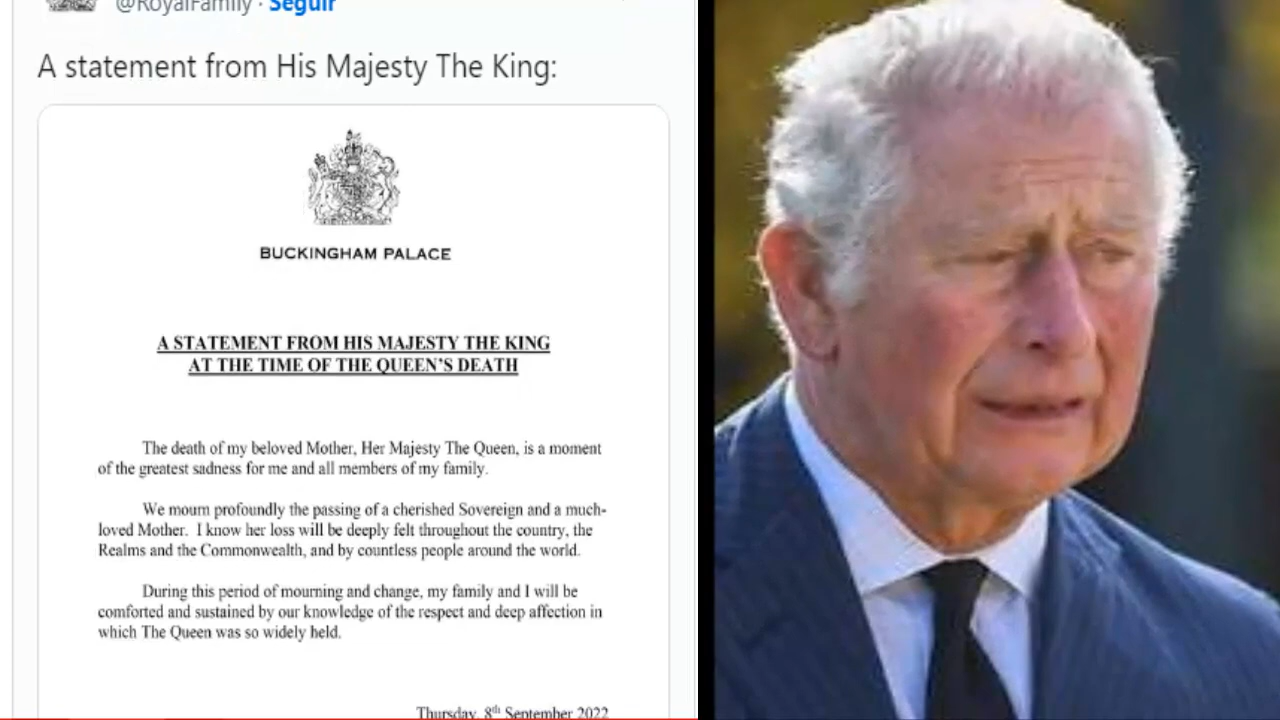 @RoyalFamily · Seguir
A statement from His Majesty The King:
BUCKINGHAM PALACE
A STATEMENT FROM HIS MAJESTY THE KING
AT THE TIME OF THE QUEEN'S DEATH
The death of my beloved Mother, Her Majesty The Queen, is a moment
of the greatest sadness for me and all members of my family.
We mourn profoundly the passing of a cherished Sovereign and a much-
loved Mother. I know her loss will be deeply felt throughout the country, the
Realms and the Commonwealth, and by countless people around the world.
During this period of mourning and change, my family and I will be
comforted and sustained by our knowledge of the respect and deep affection in
which The Queen was so widely held.
Thursday, 8th September 2022